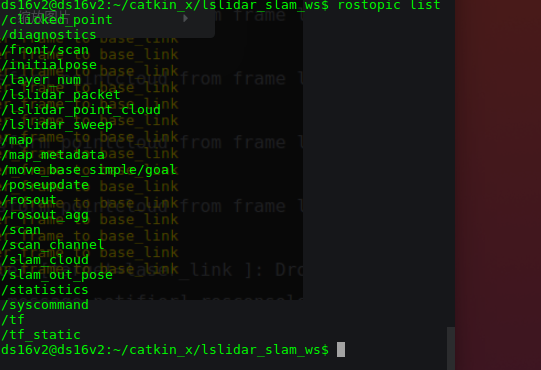 ds16v2@ds16v2:~/catkin_x/lslidar_slam_ws$ rostopic list
/clicked_point
/diagnostics
/front/scan
/initialpose
/layer_num
/lslidar_packet
/lslidar_point_cloud
/lslidar_sweep
/map
/map_metadata
/move_base_simple/goal
/poseupdate
/rosout
/rosout_agg
/scan
/scan_channel
/slam_cloud
/slam_out_pose
/statistics
/syscommand
/tf
/tf_static
ds16v2@ds16v2:~/catkin_x/lslidar_slam_ws$